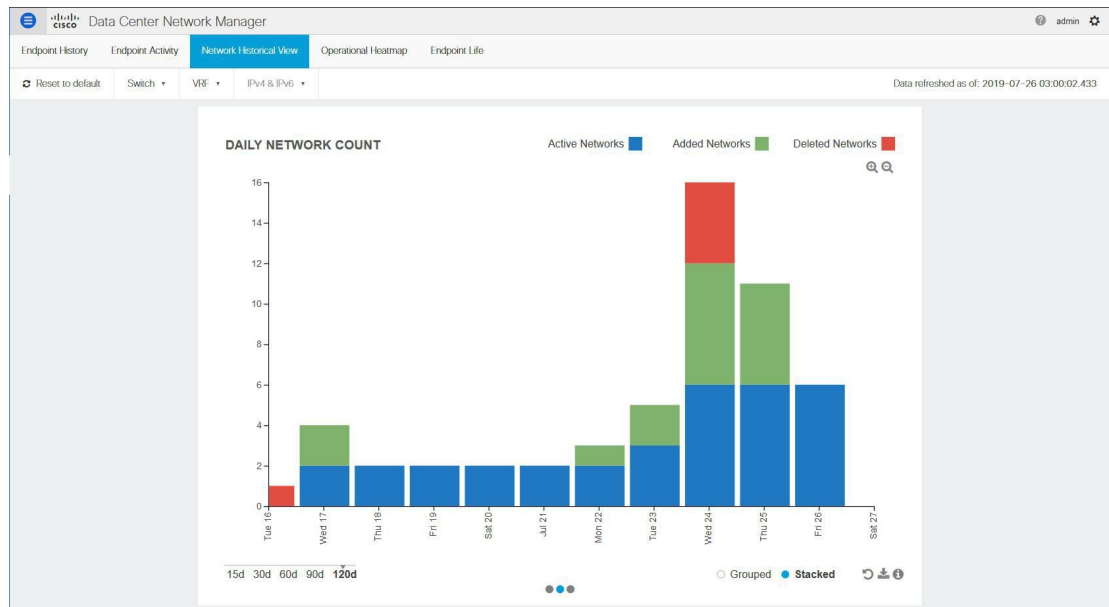 cisco Data Center Network Manager
admin
Endpoint History Endpoint Activity Network Historical View Operational Heatmap Endpoint Life
Reset to default Switch VRF IPv4 & IPv6 Data refreshed as of: 2019-07-26 03:00:02.433
DAILY NETWORK COUNT
Active Networks Added Networks Deleted Networks
16
14
12
10
8
6
4
2
0
Tue 16
Wed 17
Thu 18
Fri 19
Sat 20
Jul 21
Mon 22
Tue 23
Wed 24
Thu 25
Fri 26
Sat 27
15d 30d 60d 90d 120d
Grouped Stacked